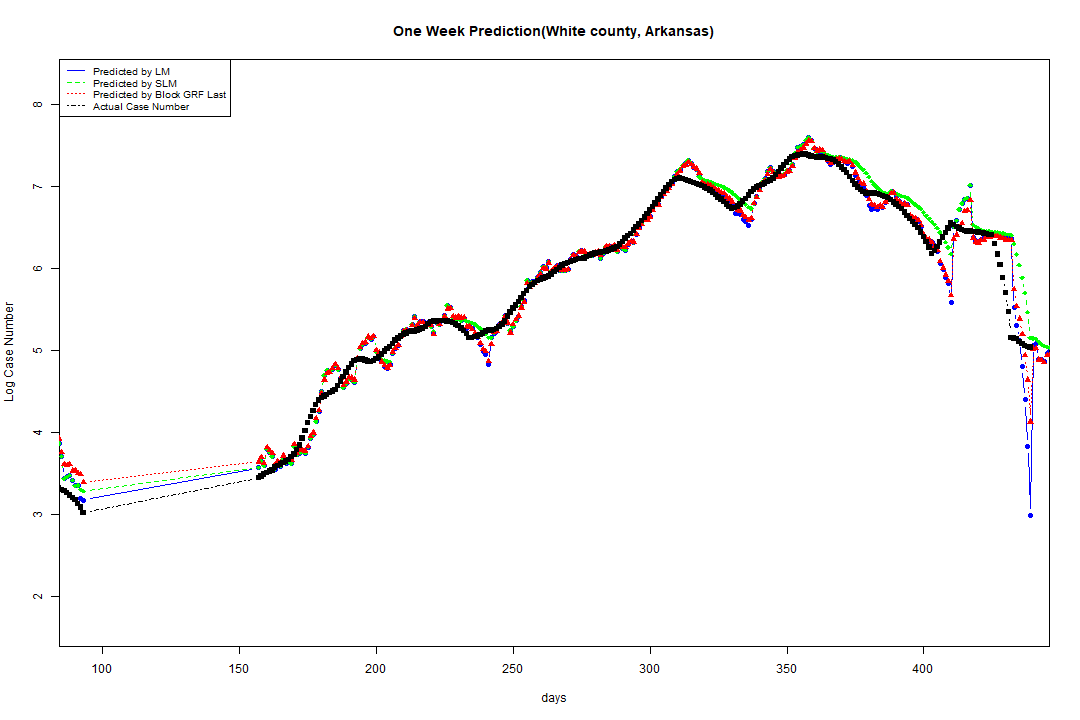 One Week Prediction(White county, Arkansas)
Predicted by LM
Predicted by SLM
Predicted by Block GRF Last
Actual Case Number
Log Case Number
8
7
6
5
4
3
2
100 150 200 250 300 350 400
days